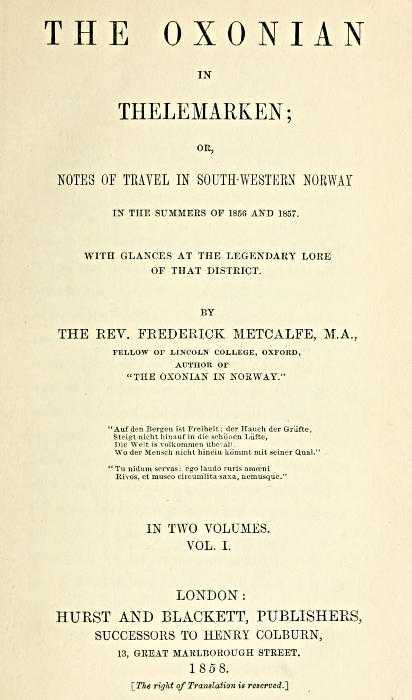 THE OXONIAN
IN
THELEMARKEN;
OR,
NOTES OF TRAVEL IN SOUTH-WESTERN NORWAY
IN THE SUMMERS OF 1856 AND 1857.
WITH GLANCES AT THE LEGENDARY LORE
OF THAT DISTRICT.
BY
THE REV. FREDERICK METCALFE, M.A.,
FELLOW OF LINCOLN COLLEGE, OXFORD,
AUTHOR OF
"THE OXONIAN IN NORWAY."
"Auf den Bergen ist Freiheit; der Hauch der Grüfte,
Steigt nicht hinauf in die schönen Lüfte,
Die Welt is volkommen überall,
Wo der Mensch nicht hinein kömmt mit seiner Qual."
"Tu nidum servas: ego laudo ruris amœni
Rivos, et musco circumlita saxa, nemusque."
IN TWO VOLUMES.
VOL. I.
LONDON:
HURST AND BLACKETT, PUBLISHERS,
SUCCESSORS TO HENRY COLBURN,
13, GREAT MARLBOROUGH STREET.
1858.
[The right of Translation is reserved.]